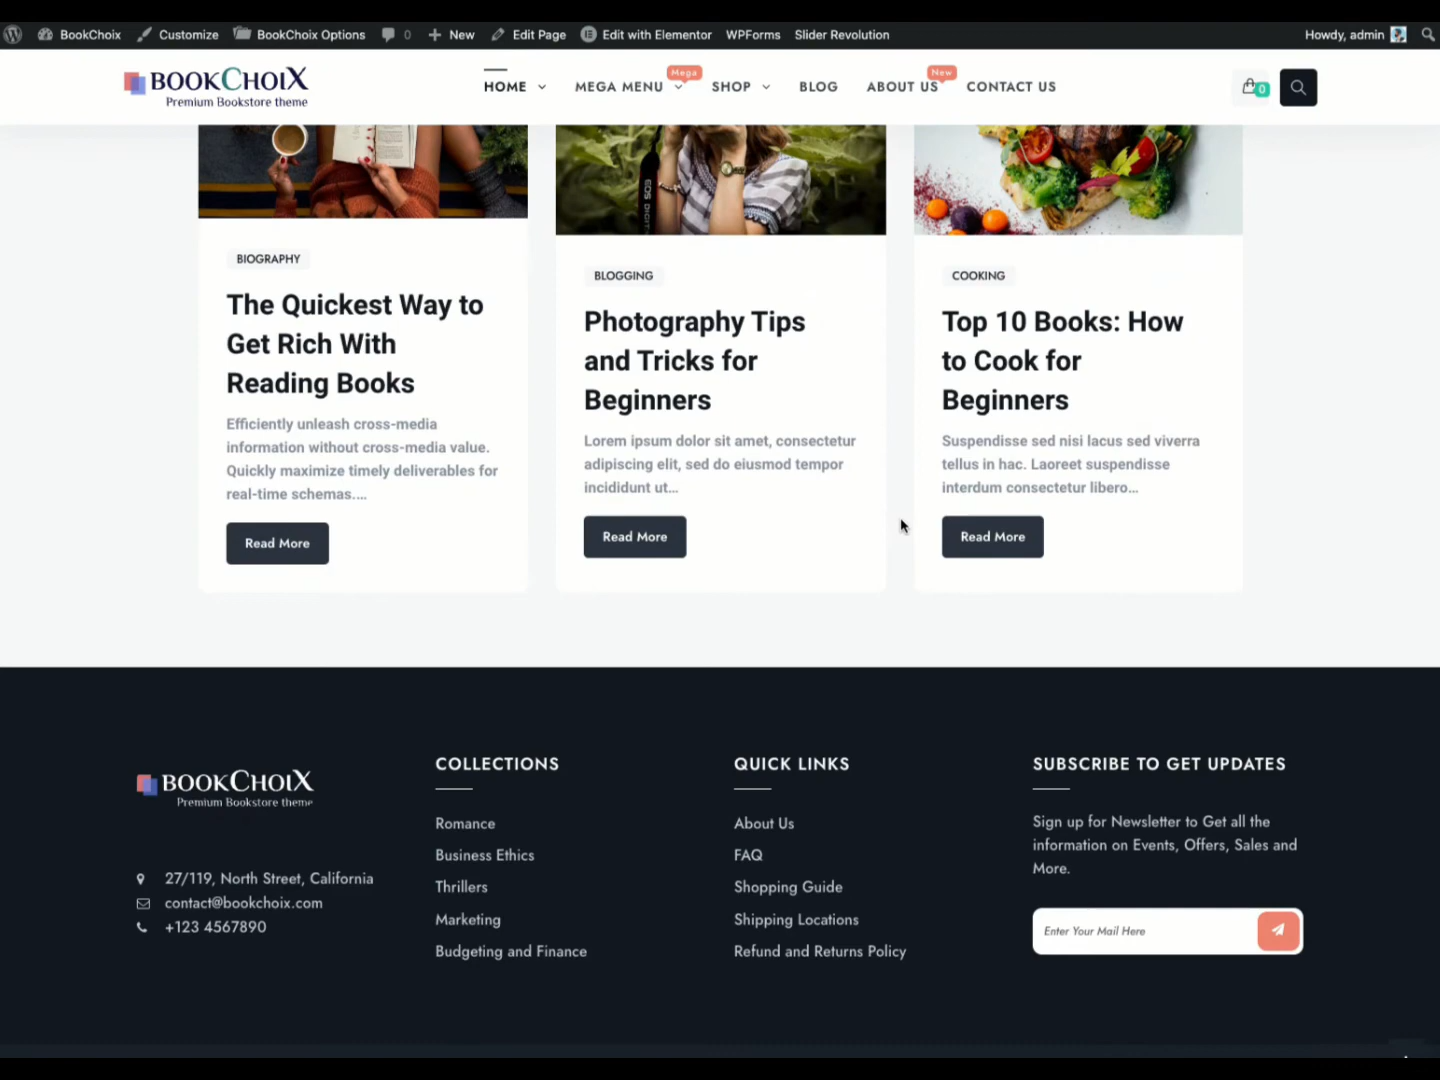 BookChoix Customize BookChoix Options 0 New Edit Page Edit with Elementor WPForms Slider Revolution Howdy, admin
BOOKCHOIX
Premium Bookstore theme
HOME MEGA MENU Mega SHOP BLOG ABOUT US New CONTACT US 0
EOS DIGIT
BIOGRAPHY
The Quickest Way to
Get Rich With
Reading Books
Efficiently unleash cross-media
information without cross-media value.
Quickly maximize timely deliverables for
real-time schemas....
Read More
BLOGGING
Photography Tips
and Tricks for
Beginners
Lorem ipsum dolor sit amet, consectetur
adipiscing elit, sed do eiusmod tempor
incididunt ut...
Read More
COOKING
Top 10 Books: How
to Cook for
Beginners
Suspendisse sed nisi lacus sed viverra
tellus in hac. Laoreet suspendisse
interdum consectetur libero...
Read More
BOOKCHOIX
Premium Bookstore theme
27/119, North Street, California
contact@bookchoix.com
+123 4567890
COLLECTIONS
Romance
Business Ethics
Thrillers
Marketing
Budgeting and Finance
QUICK LINKS
About Us
FAQ
Shopping Guide
Shipping Locations
Refund and Returns Policy
SUBSCRIBE TO GET UPDATES
Sign up for Newsletter to Get all the
information on Events, Offers, Sales and
More.
Enter Your Mail Here